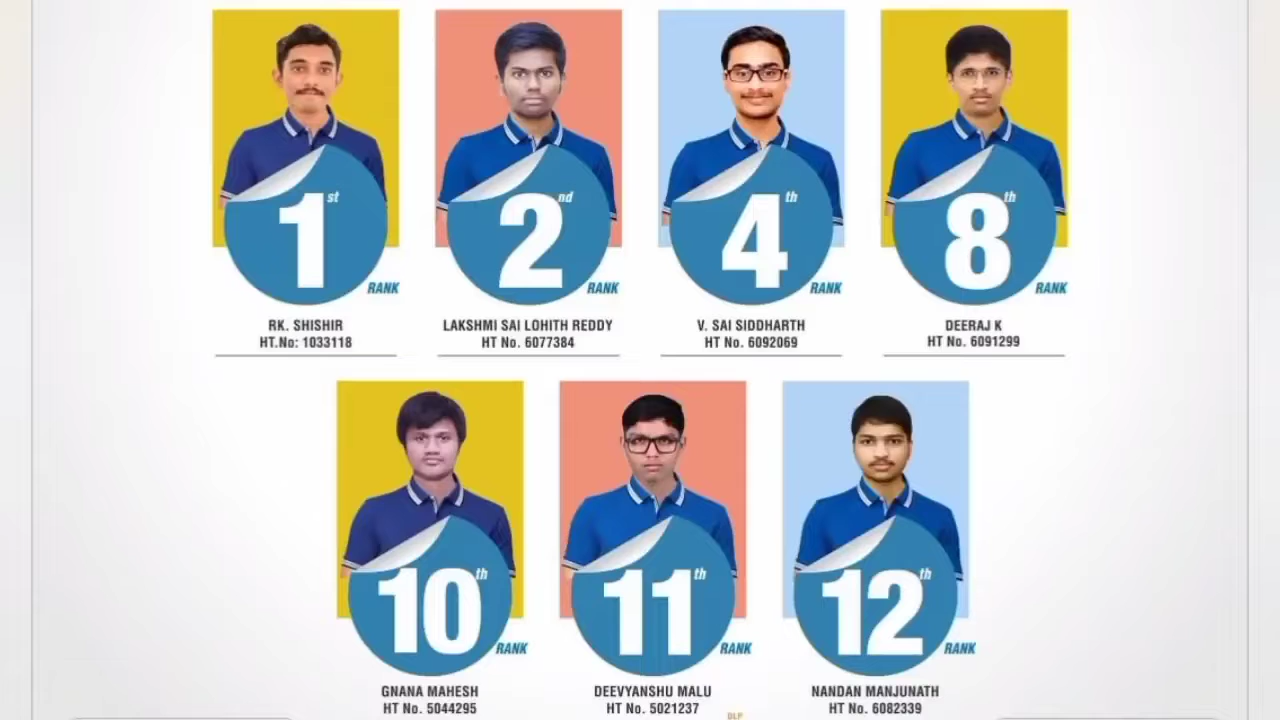 1st
RANK
RK. SHISHIR
HT.No: 1033118
2nd
RANK
LAKSHMI SAI LOHITH REDDY
HT No. 6077384
4th
RANK
V. SAI SIDDHARTH
HT No. 6092069
8th
RANK
DEERAJ K
HT No. 6091299
10th
RANK
GNANA MAHESH
HT No. 5044295
11th
RANK
DEEVYANSHU MALU
HT No. 5021237
12th
RANK
NANDAN MANJUNATH
HT No. 6082339
DLP